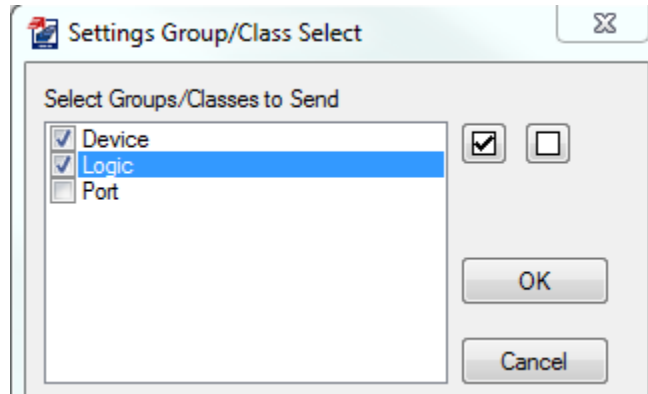 Settings Group/Class Select
Select Groups/Classes to Send
Device
Logic
Port
OK
Cancel